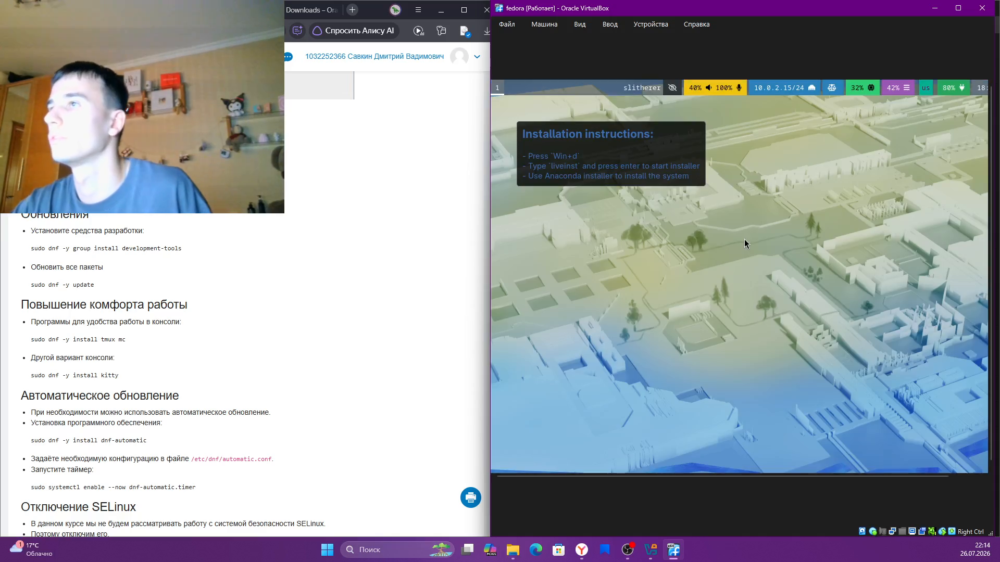 Downloads – Ora
Спросить Алису AI
1032252366 Савкин Дмитрий Вадимович
Обновления
Установите средства разработки:
sudo dnf -y group install development-tools
Обновить все пакеты
sudo dnf -y update
Повышение комфорта работы
Программы для удобства работы в консоли:
sudo dnf -y install tmux mc
Другой вариант консоли:
sudo dnf -y install kitty
Автоматическое обновление
При необходимости можно использовать автоматическое обновление.
Установка программного обеспечения:
sudo dnf -y install dnf-automatic
Задаёте необходимую конфигурацию в файле /etc/dnf/automatic.conf.
Запустите таймер:
sudo systemctl enable --now dnf-automatic.timer
Отключение SELinux
В данном курсе мы не будем рассматривать работу с системой безопасности SELinux.
Поэтому отключим его.
fedora [Работает] - Oracle VirtualBox
Файл Машина Вид Ввод Устройства Справка
1 slitherer 40% 100% 10.0.2.15/24 32% 42% us 80% 18:
Installation instructions:
- Press `Win+d`
- Type `liveinst` and press enter to start installer
- Use Anaconda installer to install the system
Right Ctrl
1 17°C
Облачно
Поиск
M365
x64
22:14
26.07.2026